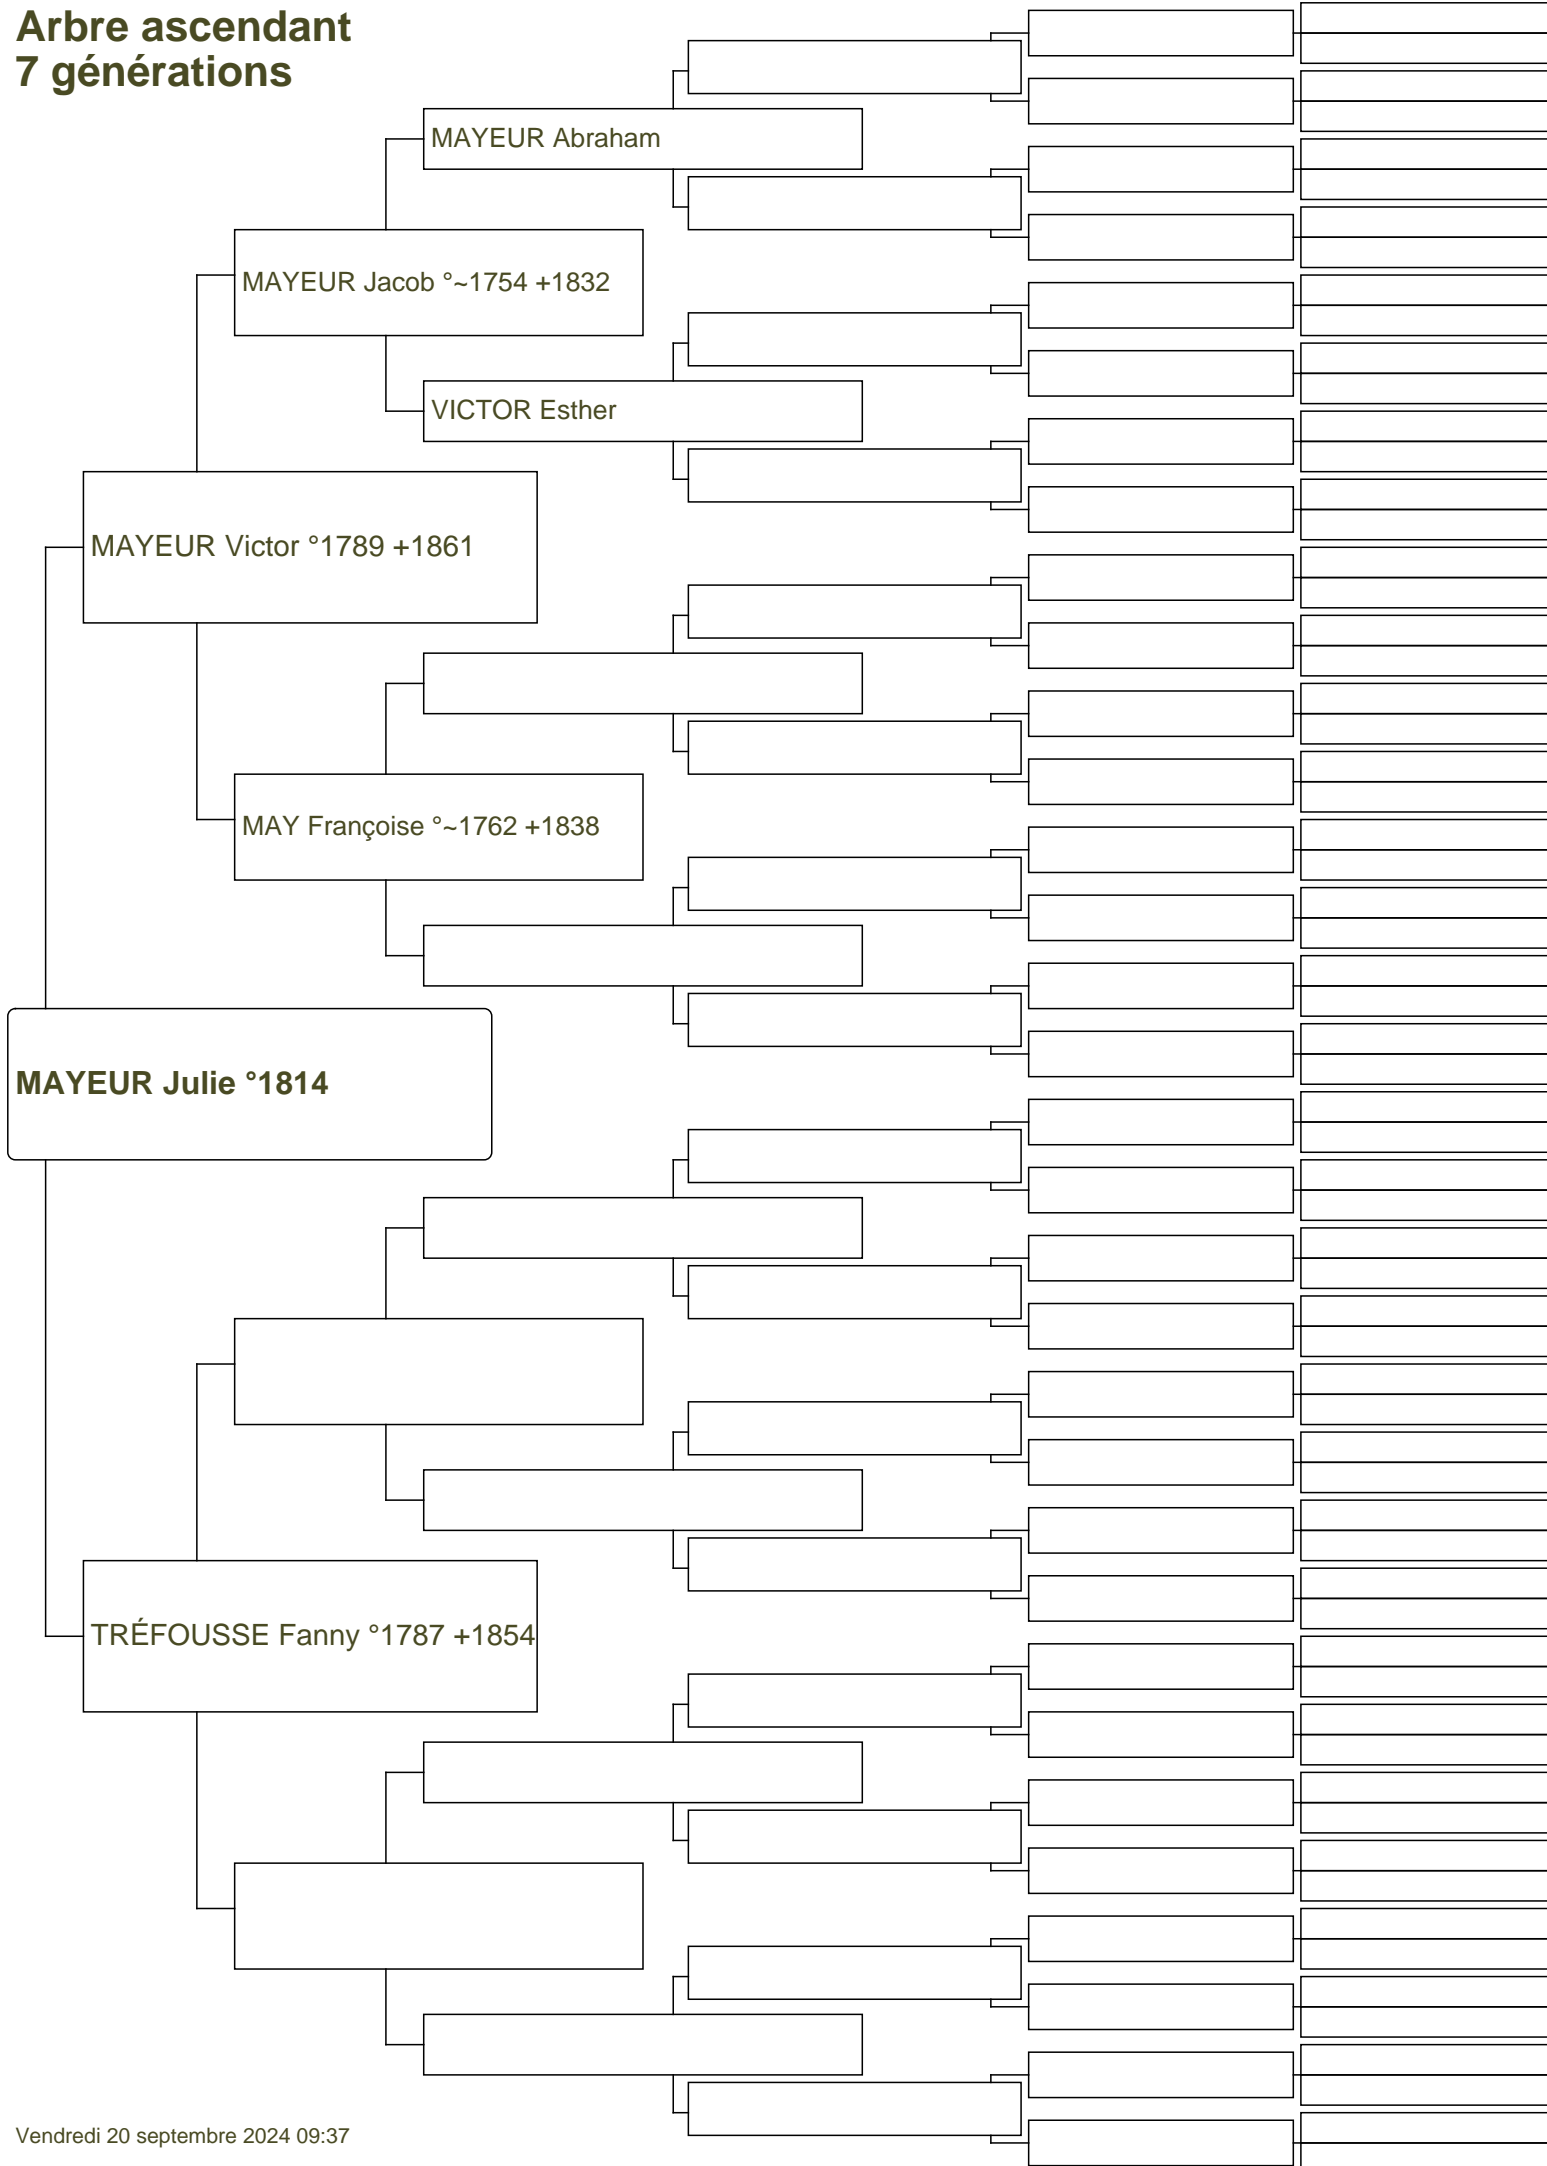 Arbre ascendant
7 générations
MAYEUR Abraham
MAYEUR Jacob °~1754 +1832
VICTOR Esther
MAYEUR Victor °1789 +1861
MAY Françoise °~1762 +1838
MAYEUR Julie °1814
TRÉFOUSSE Fanny °1787 +1854
Vendredi 20 septembre 2024 09:37